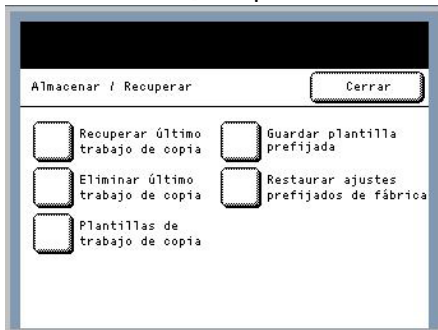 Almacenar / Recuperar
Cerrar
Recuperar último
trabajo de copia
Eliminar último
trabajo de copia
Plantillas de
trabajo de copia
Guardar plantilla
prefijada
Restaurar ajustes
prefijados de fábrica